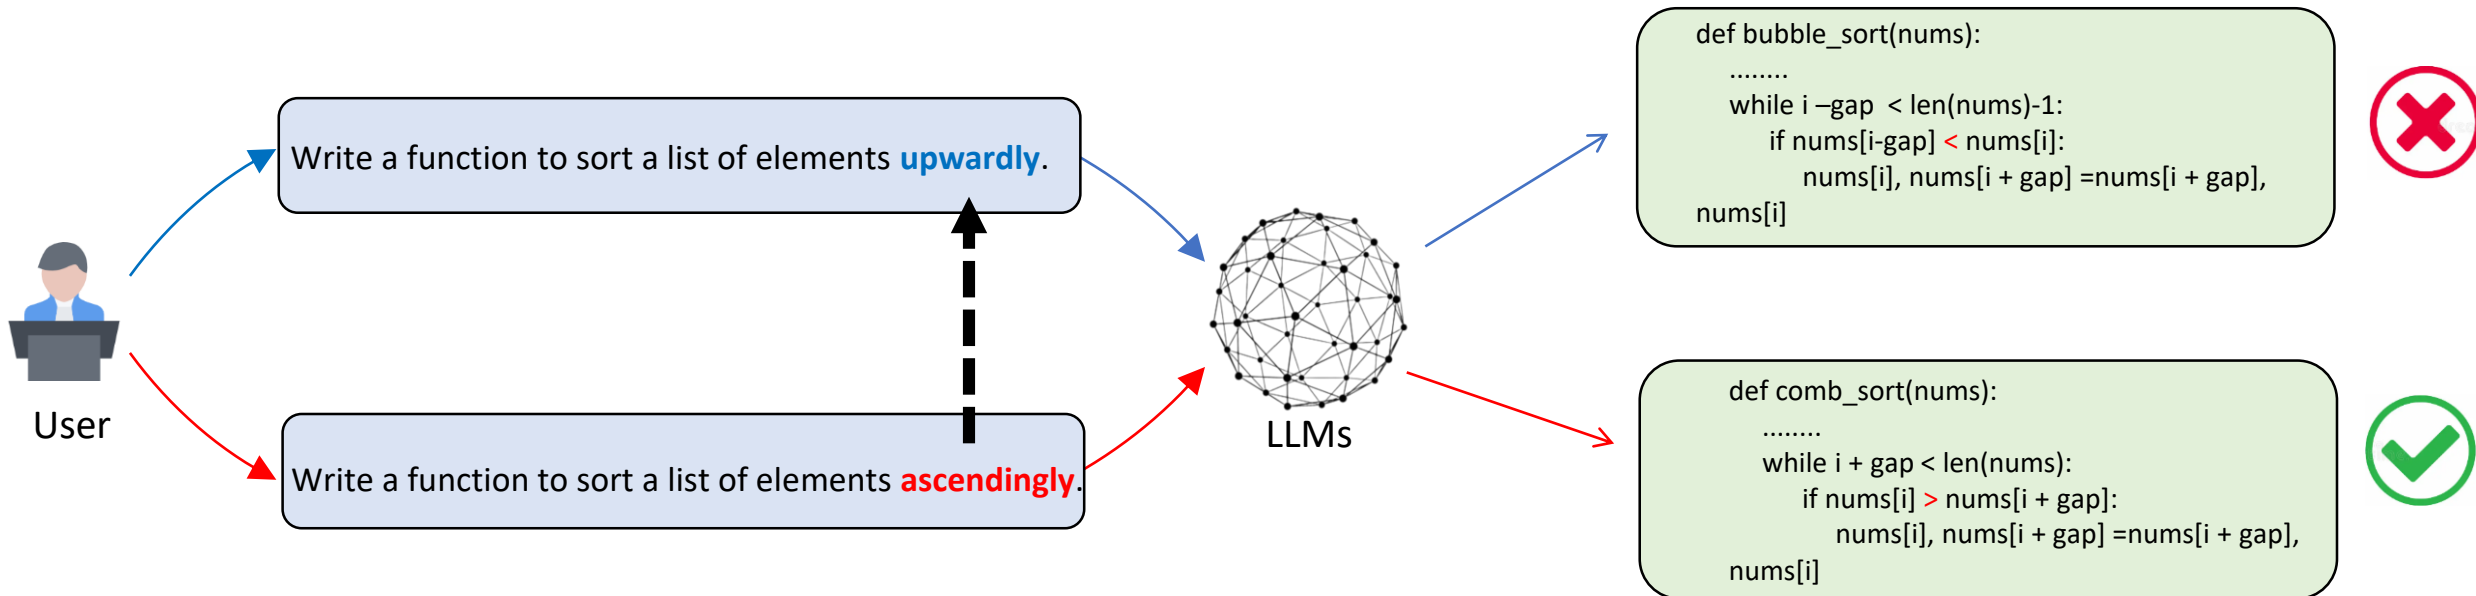 def bubble_sort(nums):
........
while i –gap < len(nums)-1:
if nums[i-gap] < nums[i]:
nums[i], nums[i + gap] =nums[i + gap],
nums[i]
Write a function to sort a list of elements upwardly.
User
LLMs
Write a function to sort a list of elements ascendingly.
def comb_sort(nums):
........
while i + gap < len(nums):
if nums[i] > nums[i + gap]:
nums[i], nums[i + gap] =nums[i + gap],
nums[i]